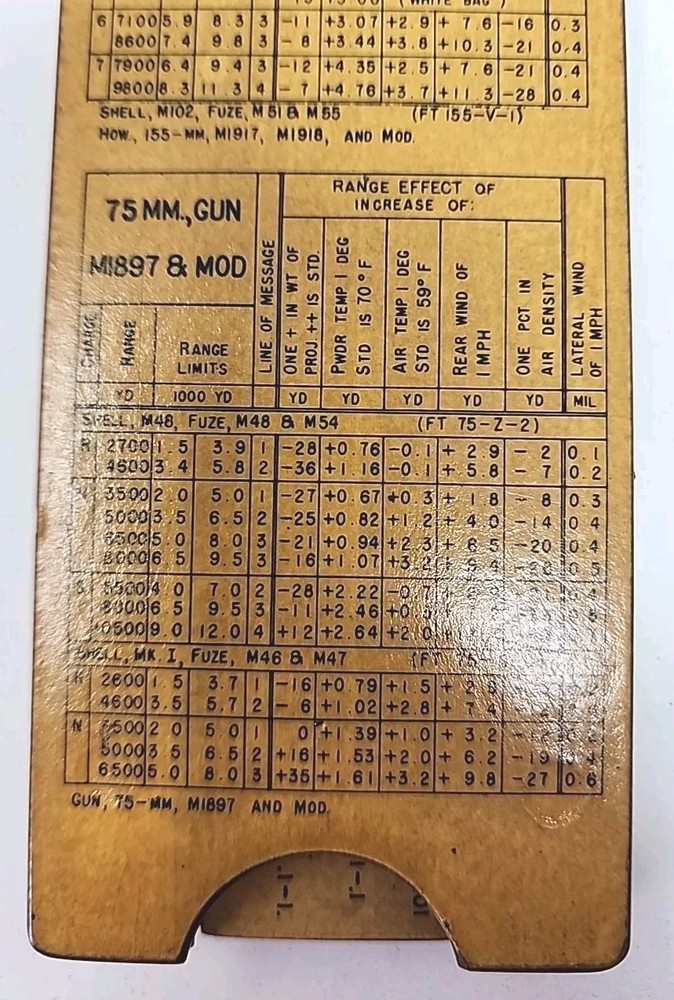 (WHITE BAG)
6 7100 5.9 8.3 3 -11 +3.07 +2.9 + 7.6 -16 0.3
8600 7.4 9.8 3 - 8 +3.44 +3.8 +10.3 -21 0.4
7 7900 6.4 9.4 3 -12 +4.35 +2.5 + 7.6 -21 0.4
9800 8.3 11.3 4 - 7 +4.76 +3.7 +11.3 -28 0.4
SHELL, M102, FUZE, M51 & M55 (FT 155-V-1)
HOW., 155-MM, M1917, M1918, AND MOD.
75 MM., GUN
M1897 & MOD
RANGE EFFECT OF
INCREASE OF:
CHARGE
RANGE
RANGE
LIMITS
LINE OF MESSAGE
ONE + IN WT OF
PROJ. ++ IS STD.
PWDR TEMP 1 DEG
STD IS 70° F
AIR TEMP 1 DEG
STD IS 59° F
REAR WIND OF
1 MPH
ONE PCT IN
AIR DENSITY
LATERAL WIND
OF 1 MPH
YD 1000 YD YD YD YD YD YD MIL
SHELL, M48, FUZE, M48 & M54 (FT 75-Z-2)
R 2700 1.5 3.9 1 -28 +0.76 -0.1 + 2.9 - 2 0.1
4600 3.4 5.8 2 -36 +1.16 -0.1 + 5.8 - 7 0.2
N 3500 2.0 5.0 1 -27 +0.67 +0.3 + 1.8 - 8 0.3
5000 3.5 6.5 2 -25 +0.82 +1.2 + 4.0 -14 0.4
6500 5.0 8.0 3 -21 +0.94 +2.3 + 6.5 -20 0.4
8000 6.5 9.5 3 -16 +1.07 +3.2
5500 4.0 7.0 2 -28 +2.22 -0.7
8000 6.5 9.5 3 -11 +2.46
10500 9.0 12.0 4 +12 +2.64 +2.0
SHELL, MK. I, FUZE, M46 & M47 (FT 75-
R 2600 1.5 3.7 1 -16 +0.79 +1.5
4600 3.5 5.7 2 - 6 +1.02 +2.8 + 7.4
N 3500 2.0 5.0 1 0 +1.39 +1.0 + 3.2
5000 3.5 6.5 2 +16 +1.53 +2.0 + 6.2 -19
6500 5.0 8.0 3 +35 +1.61 +3.2 + 9.8 -27 0.6
GUN, 75-MM, M1897 AND MOD.